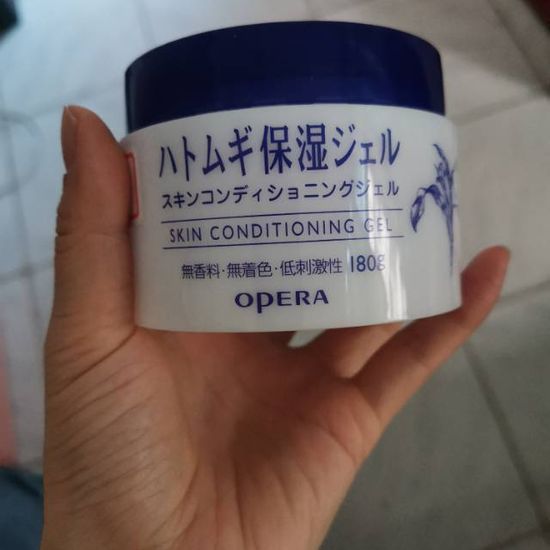 ハトムギ保湿ジェル
スキンコンディショニングジェル
SKIN CONDITIONING GEL
無香料・無着色・低刺激性 180g
OPERA